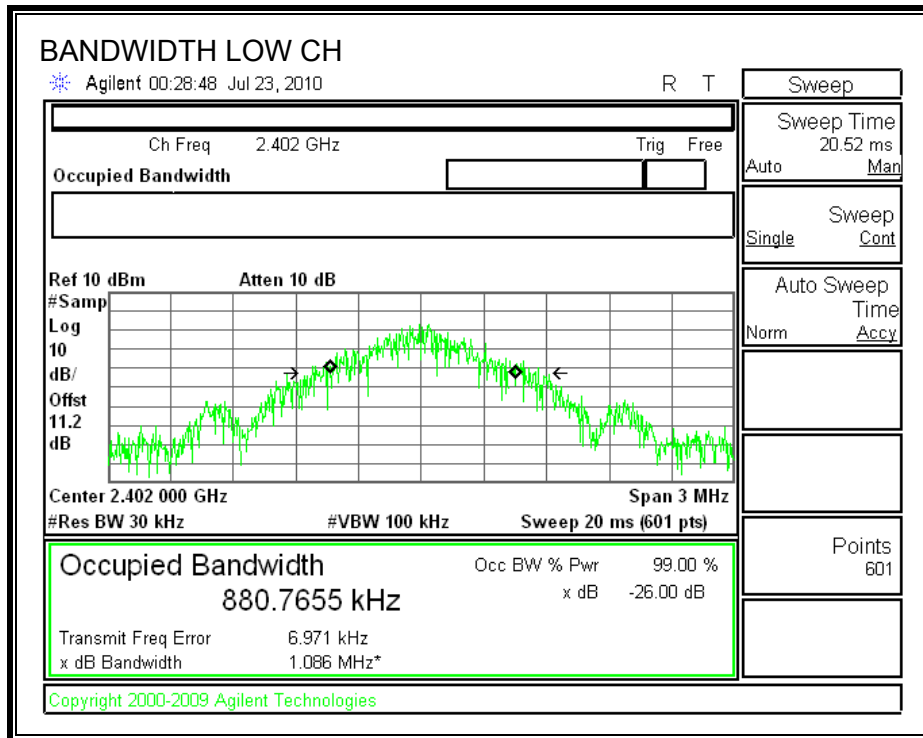 BANDWIDTH LOW CH
Agilent 00:28:48 Jul 23, 2010 R T
Ch Freq 2.402 GHz Trig Free
Occupied Bandwidth
Ref 10 dBm Atten 10 dB
#Samp
Log
10
dB/
Offst
11.2
dB
Center 2.402 000 GHz Span 3 MHz
#Res BW 30 kHz #VBW 100 kHz Sweep 20 ms (601 pts)
Occupied Bandwidth
880.7655 kHz
Occ BW % Pwr 99.00 %
x dB -26.00 dB
Transmit Freq Error 6.971 kHz
x dB Bandwidth 1.086 MHz*
Copyright 2000-2009 Agilent Technologies
Sweep
Sweep Time
20.52 ms
Auto Man
Sweep
Single Cont
Auto Sweep
Time
Norm Accy
Points
601